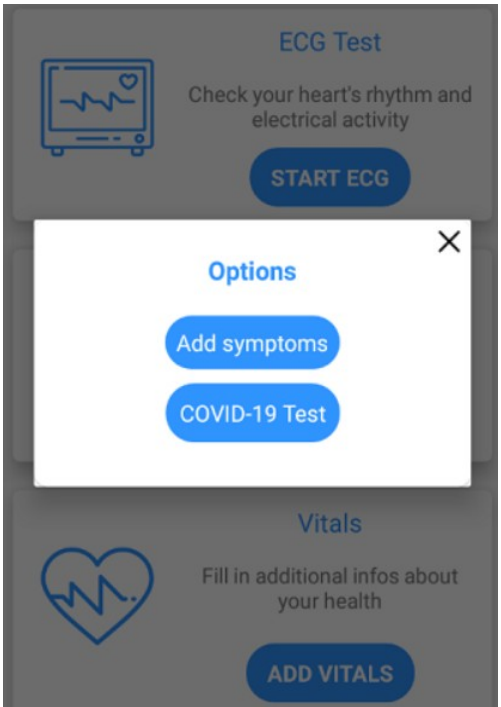 ECG Test
Check your heart's rhythm and
electrical activity
START ECG
Options
Add symptoms
COVID-19 Test
Vitals
Fill in additional infos about
your health
ADD VITALS